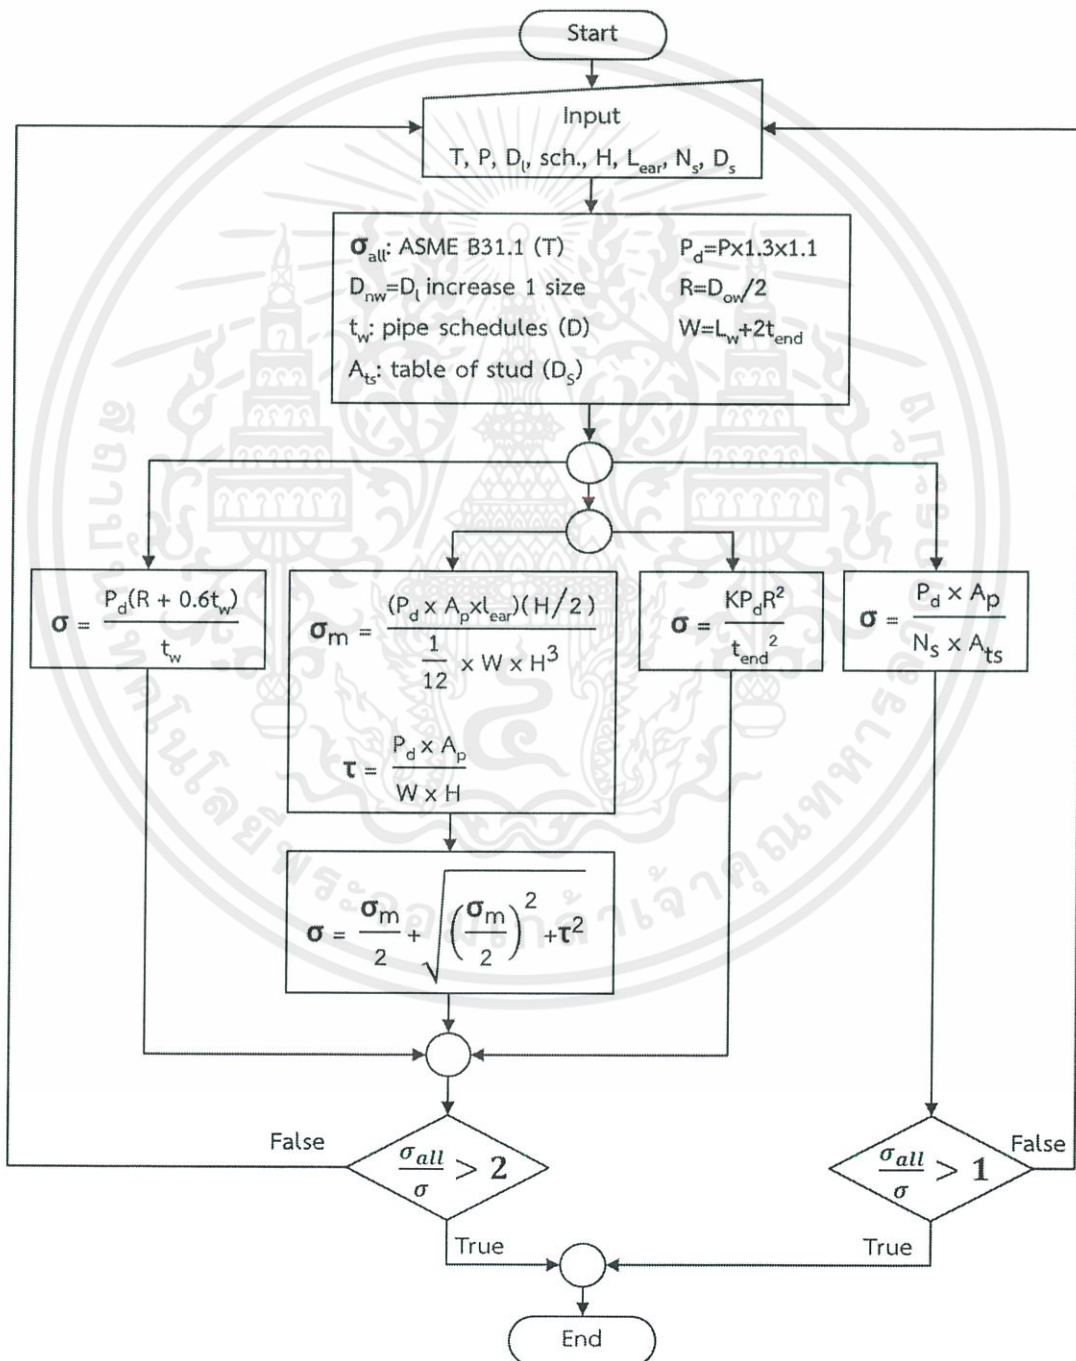 Start
Input
T, P, D_l, sch., H, L_ear, N_s, D_s
σ_all: ASME B31.1 (T)
D_nw=D_l increase 1 size
t_w: pipe schedules (D)
A_ts: table of stud (D_S)
P_d=Px1.3x1.1
R=D_ow/2
W=L_w+2t_end
σ = P_d(R + 0.6t_w) / t_w
σ_m = (P_d x A_p x l_ear)(H/2) / (1/12 x W x H^3)
τ = P_d x A_p / (W x H)
σ = KP_dR^2 / t_end^2
σ = P_d x A_p / (N_s x A_ts)
σ = σ_m/2 + √((σ_m/2)^2 + τ^2)
False
σ_all/σ > 2
True
σ_all/σ > 1
False
True
End